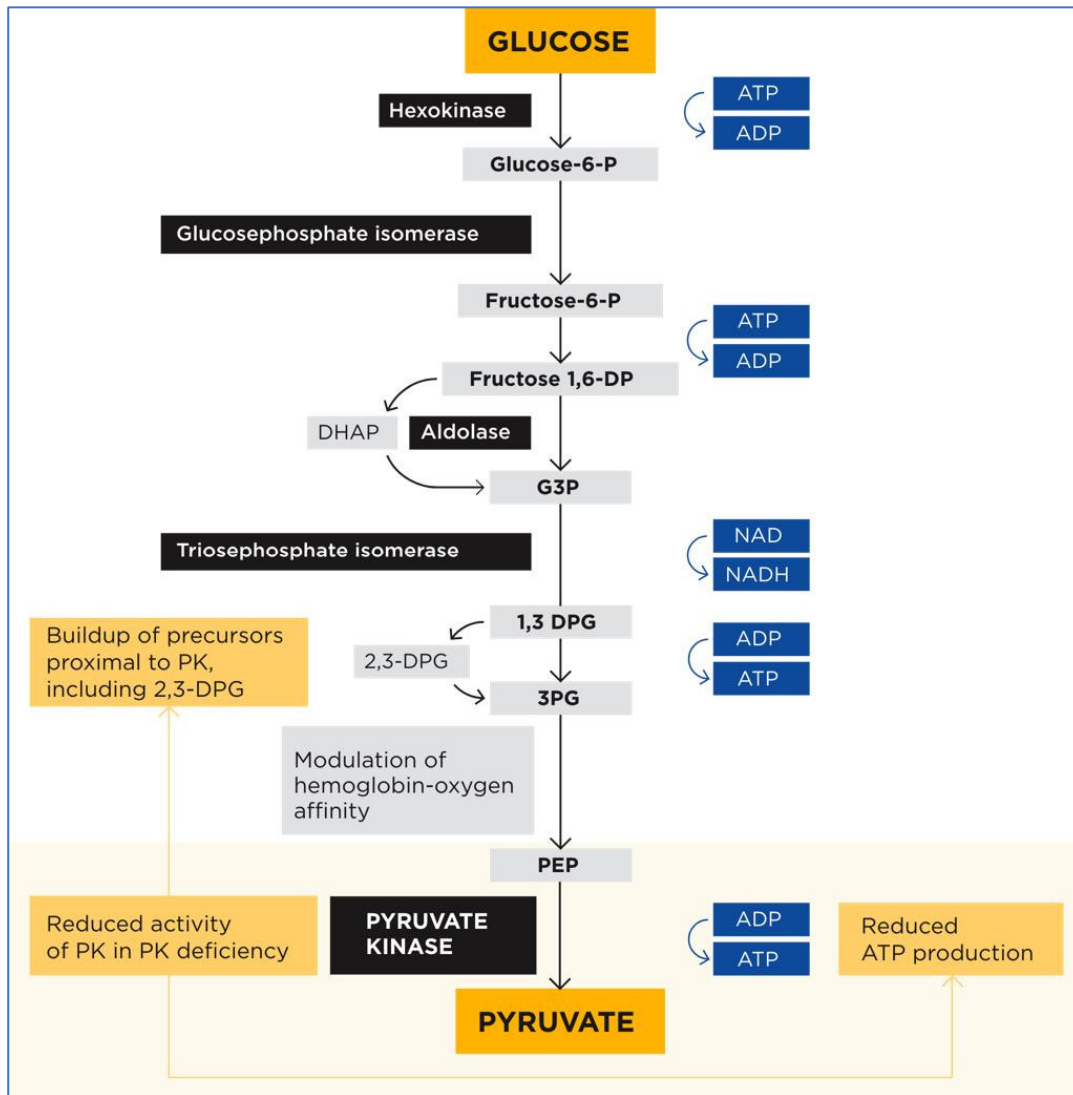 GLUCOSE
Hexokinase
ATP
ADP
Glucose-6-P
Glucosephosphate isomerase
Fructose-6-P
ATP
ADP
Fructose 1,6-DP
DHAP
Aldolase
G3P
Triosephosphate isomerase
NAD
NADH
Buildup of precursors
proximal to PK,
including 2,3-DPG
1,3 DPG
2,3-DPG
3PG
ADP
ATP
Modulation of
hemoglobin-oxygen
affinity
PEP
Reduced activity
of PK in PK deficiency
PYRUVATE
KINASE
ADP
ATP
Reduced
ATP production
PYRUVATE